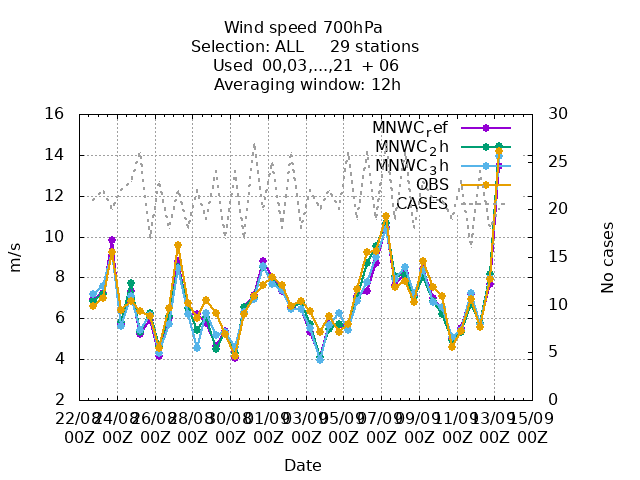 Wind speed 700hPa
Selection: ALL 29 stations
Used 00,03,...,21 + 06
Averaging window: 12h
16
14
12
10
8
6
4
2
m/s
30
25
20
15
10
5
0
No cases
MNWC_ref
MNWC_2h
MNWC_3h
OBS
CASES
22/08 24/08 26/08 28/08 30/08 01/09 03/09 05/09 07/09 09/09 11/09 13/09 15/09
00Z 00Z 00Z 00Z 00Z 00Z 00Z 00Z 00Z 00Z 00Z 00Z 00Z
Date